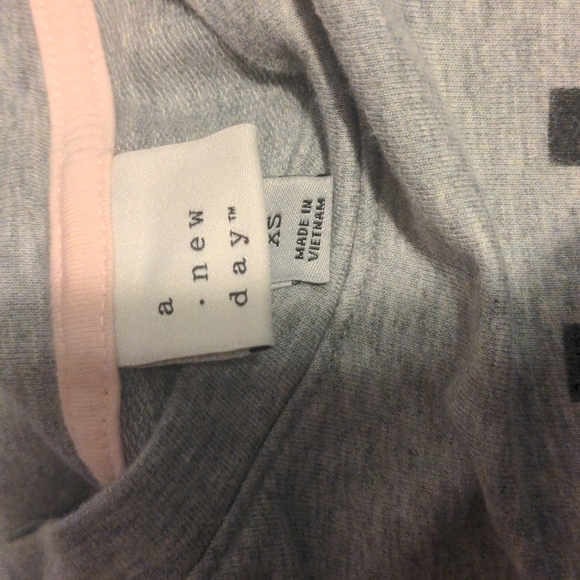 a
. new
day™
XS
MADE IN
VIETNAM